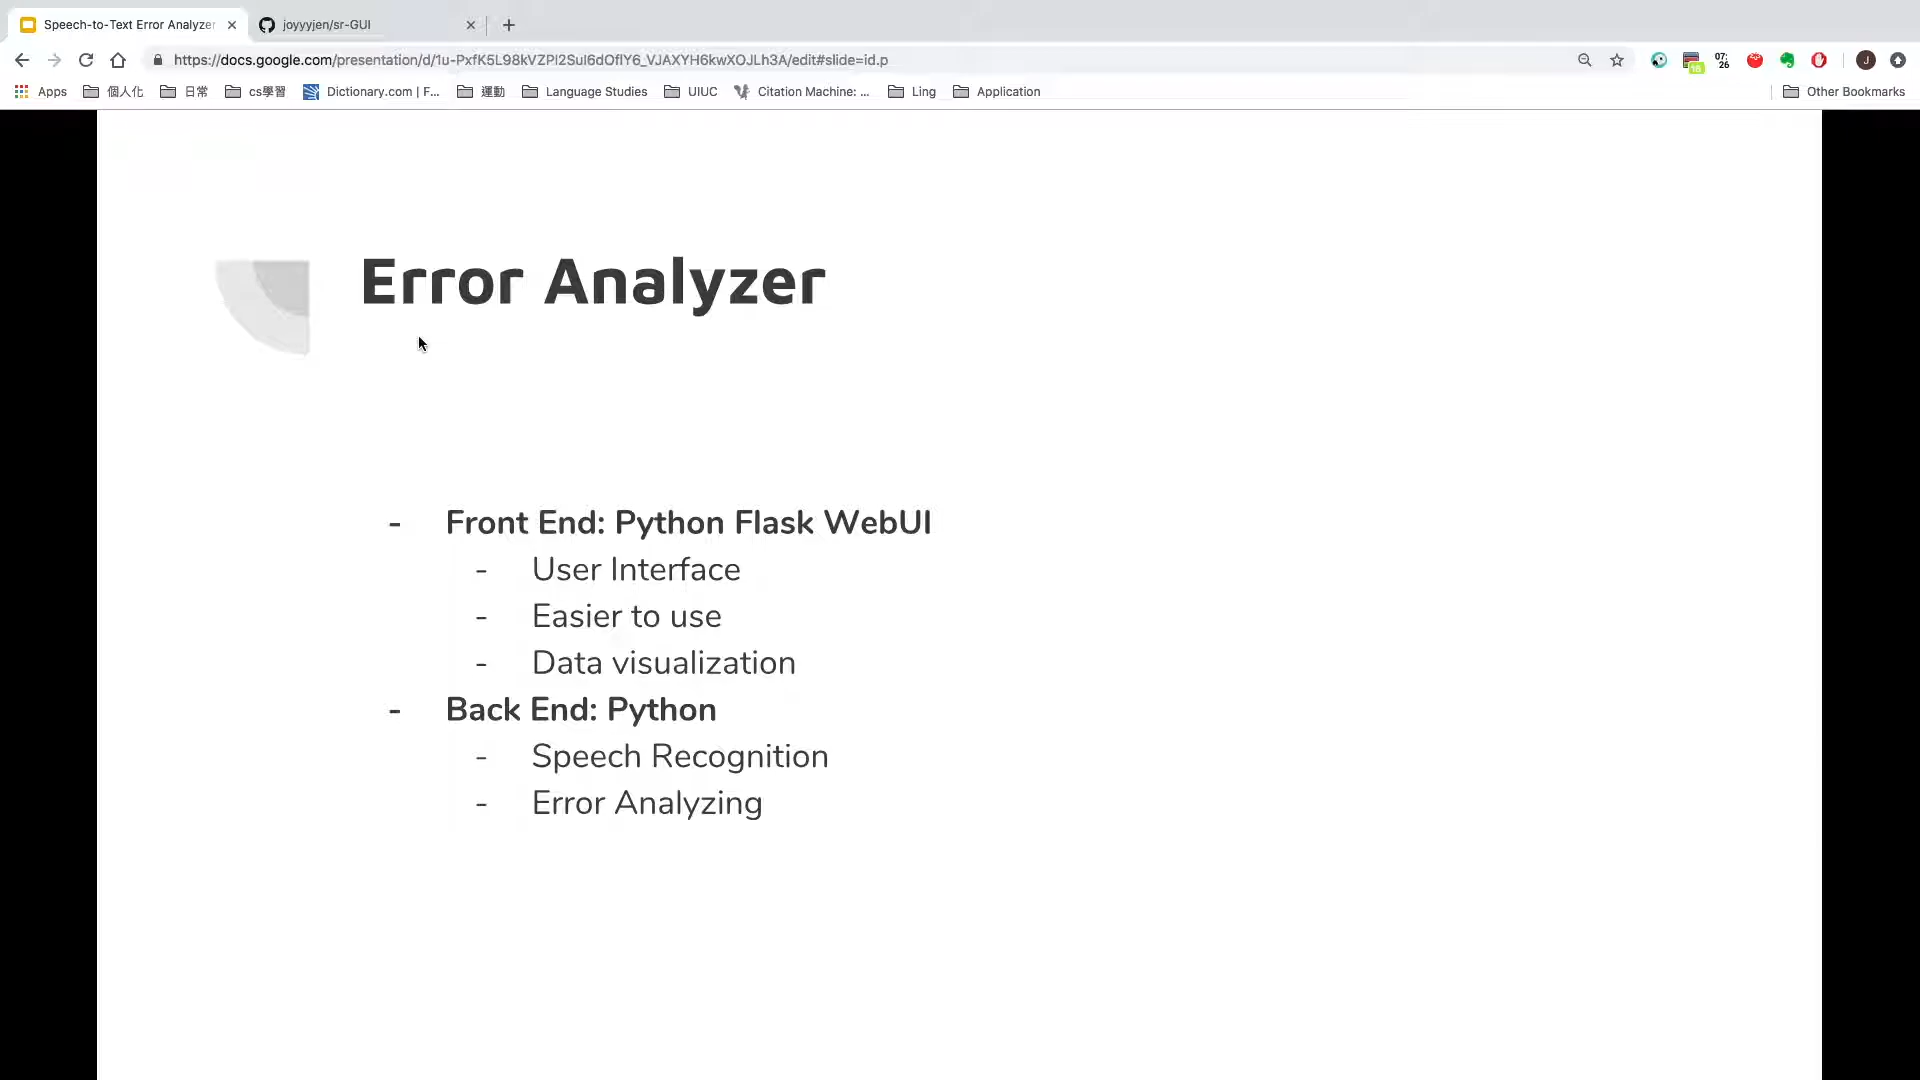 Speech-to-Text Error Analyzer
joyyyjen/sr-GUI
https://docs.google.com/presentation/d/1u-PxfK5L98kVZPl2Sul6dOflY6_VJAXYH6kwXOJLh3A/edit#slide=id.p
07:
26
J
Apps 個人化 日常 cs學習 Dictionary.com | F... 運動 Language Studies UIUC Citation Machine: ... Ling Application Other Bookmarks
Error Analyzer
- Front End: Python Flask WebUI
- User Interface
- Easier to use
- Data visualization
- Back End: Python
- Speech Recognition
- Error Analyzing